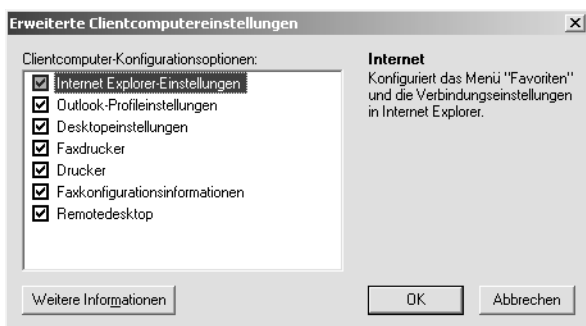 Erweiterte Clientcomputereinstellungen
Clientcomputer-Konfigurationsoptionen:
Internet Explorer-Einstellungen
Outlook-Profileinstellungen
Desktopeinstellungen
Faxdrucker
Drucker
Faxkonfigurationsinformationen
Remotedesktop
Internet
Konfiguriert das Menü "Favoriten"
und die Verbindungseinstellungen
in Internet Explorer.
Weitere Informationen
OK
Abbrechen